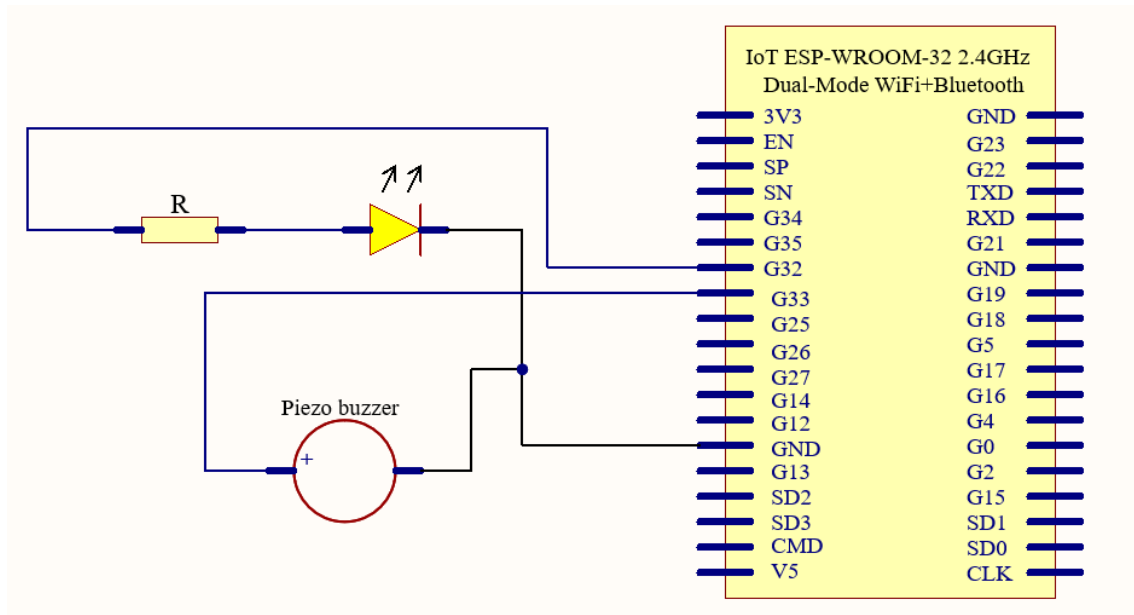 IoT ESP-WROOM-32 2.4GHz
Dual-Mode WiFi+Bluetooth
3V3 GND
EN G23
SP G22
SN TXD
G34 RXD
G35 G21
G32 GND
G33 G19
G25 G18
G26 G5
G27 G17
G14 G16
G12 G4
GND G0
G13 G2
SD2 G15
SD3 SD1
CMD SD0
V5 CLK
R
Piezo buzzer
+